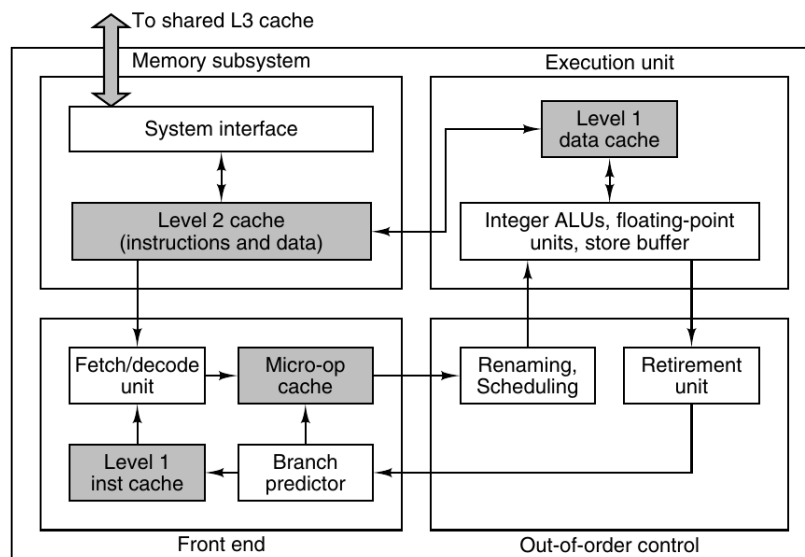 To shared L3 cache
Memory subsystem
System interface
Level 2 cache
(instructions and data)
Execution unit
Level 1
data cache
Integer ALUs, floating-point
units, store buffer
Fetch/decode
unit
Micro-op
cache
Level 1
inst cache
Branch
predictor
Front end
Renaming,
Scheduling
Retirement
unit
Out-of-order control